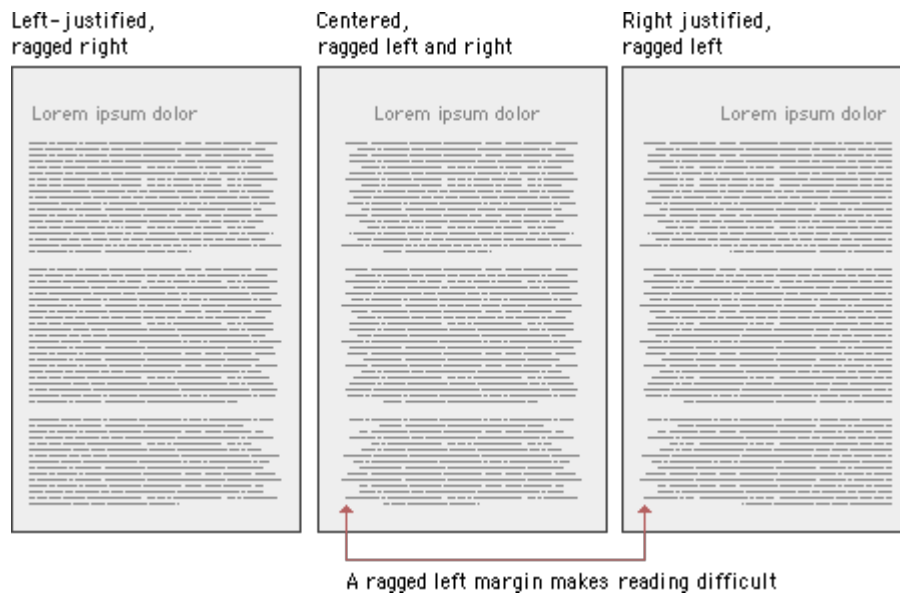 Left-justified,
ragged right
Centered,
ragged left and right
Right justified,
ragged left
Lorem ipsum dolor
Lorem ipsum dolor
Lorem ipsum dolor
A ragged left margin makes reading difficult